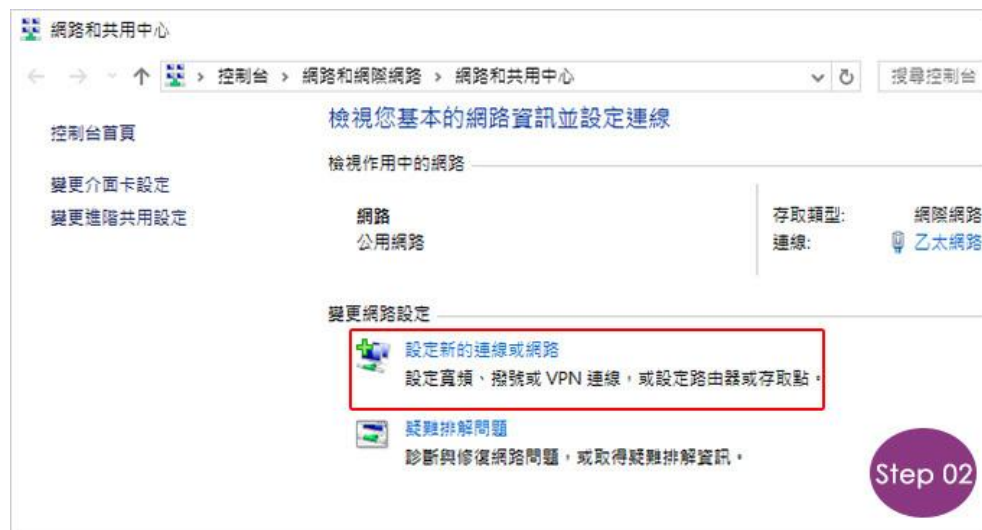 網路和共用中心
控制台 › 網路和網際網路 › 網路和共用中心
搜尋控制台
控制台首頁
變更介面卡設定
變更進階共用設定
檢視您基本的網路資訊並設定連線
檢視作用中的網路
網路
公用網路
存取類型: 網際網路
連線: 乙太網路
變更網路設定
設定新的連線或網路
設定寬頻、撥號或 VPN 連線，或設定路由器或存取點。
疑難排解問題
診斷與修復網路問題，或取得疑難排解資訊。
Step 02